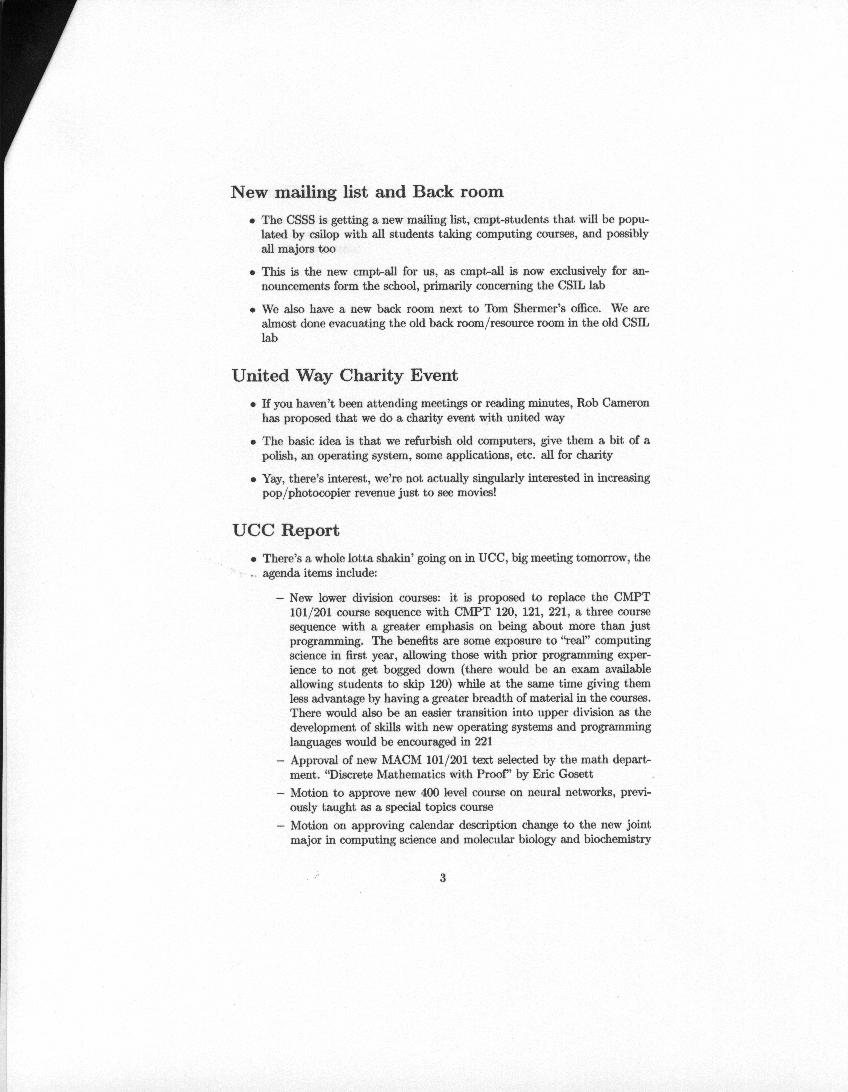 New mailing list and Back room
• The CSSS is getting a new mailing list, cmpt-students that will be popu-
lated by csilop with all students taking computing courses, and possibly
all majors too
• This is the new cmpt-all for us, as cmpt-all is now exclusively for an-
nouncements form the school, primarily concerning the CSIL lab
• We also have a new back room next to Tom Shermer's office. We are
almost done evacuating the old back room/resource room in the old CSIL
lab
United Way Charity Event
• If you haven't been attending meetings or reading minutes, Rob Cameron
has proposed that we do a charity event with united way
• The basic idea is that we refurbish old computers, give them a bit of a
polish, an operating system, some applications, etc. all for charity
• Yay, there's interest, we're not actually singularly interested in increasing
pop/photocopier revenue just to see movies!
UCC Report
• There's a whole lotta shakin' going on in UCC, big meeting tomorrow, the
agenda items include:
– New lower division courses: it is proposed to replace the CMPT
101/201 course sequence with CMPT 120, 121, 221, a three course
sequence with a greater emphasis on being about more than just
programming. The benefits are some exposure to "real" computing
science in first year, allowing those with prior programming exper-
ience to not get bogged down (there would be an exam available
allowing students to skip 120) while at the same time giving them
less advantage by having a greater breadth of material in the courses.
There would also be an easier transition into upper division as the
development of skills with new operating systems and programming
languages would be encouraged in 221
– Approval of new MACM 101/201 text selected by the math depart-
ment. "Discrete Mathematics with Proof" by Eric Gosett
– Motion to approve new 400 level course on neural networks, previ-
ously taught as a special topics course
– Motion on approving calendar description change to the new joint
major in computing science and molecular biology and biochemistry
3